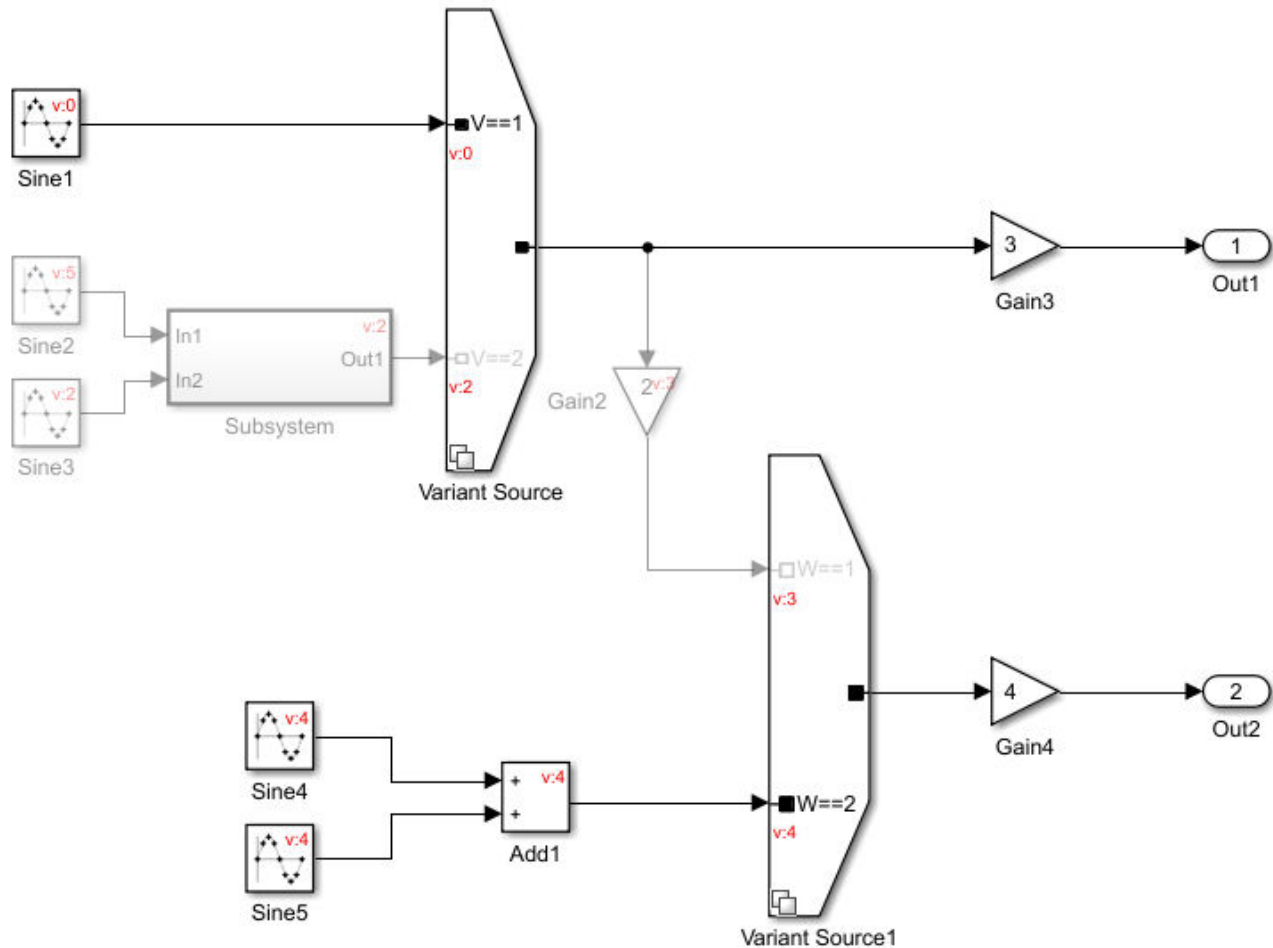 v:0
Sine1
V==1
v:0
v:5
Sine2
v:2
Sine3
In1
In2
v:2
Out1
Subsystem
V==2
v:2
Variant Source
3
Gain3
1
Out1
2
v:3
Gain2
W==1
v:3
v:4
Sine4
v:4
Sine5
+
+
v:4
Add1
W==2
v:4
Variant Source1
4
Gain4
2
Out2